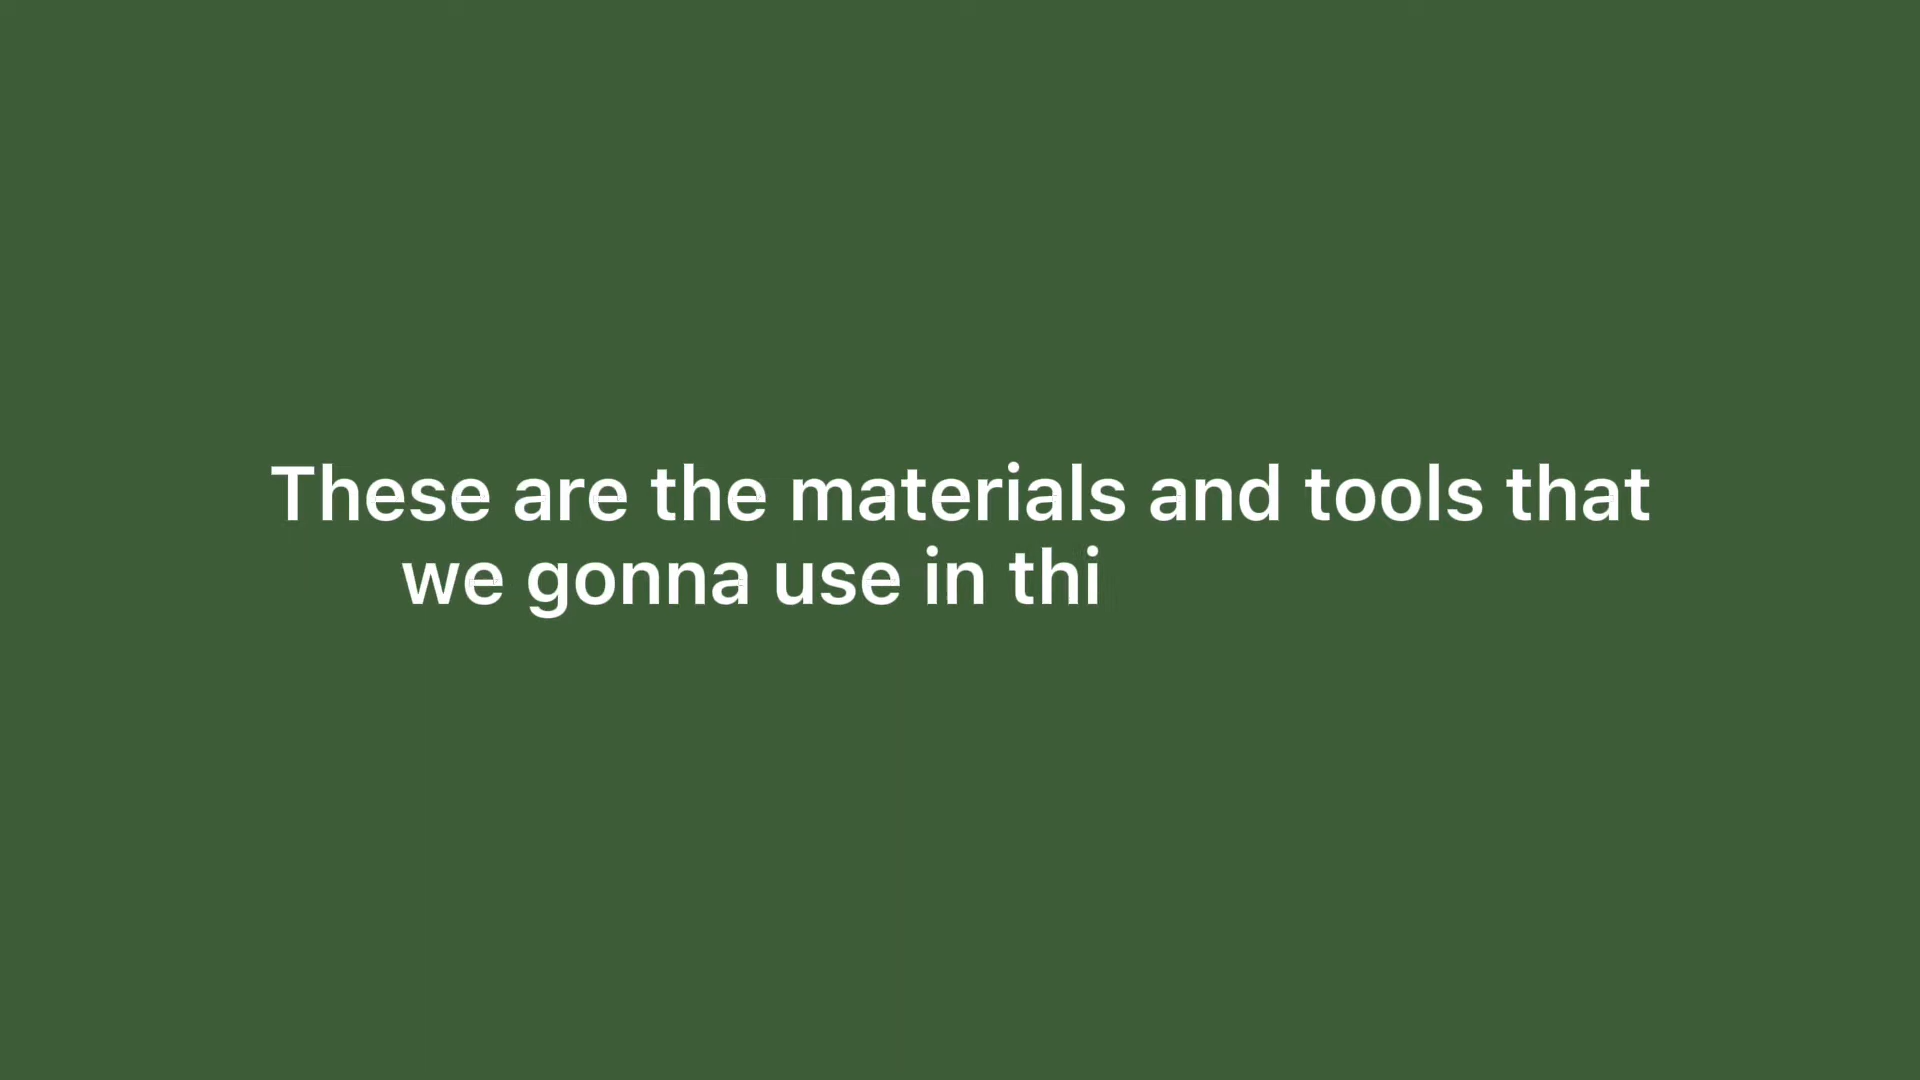 These are the materials and tools that
we gonna use in thi